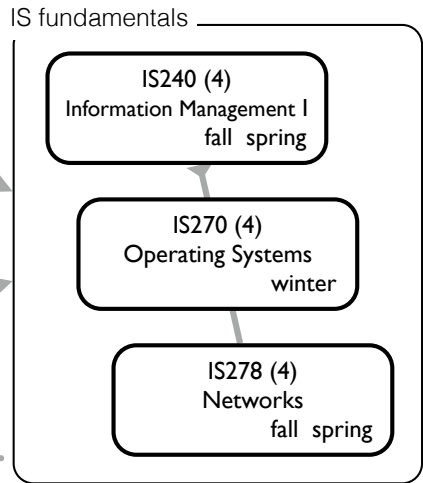 IS fundamentals
IS240 (4)
Information Management I
fall spring
IS270 (4)
Operating Systems
winter
IS278 (4)
Networks
fall spring